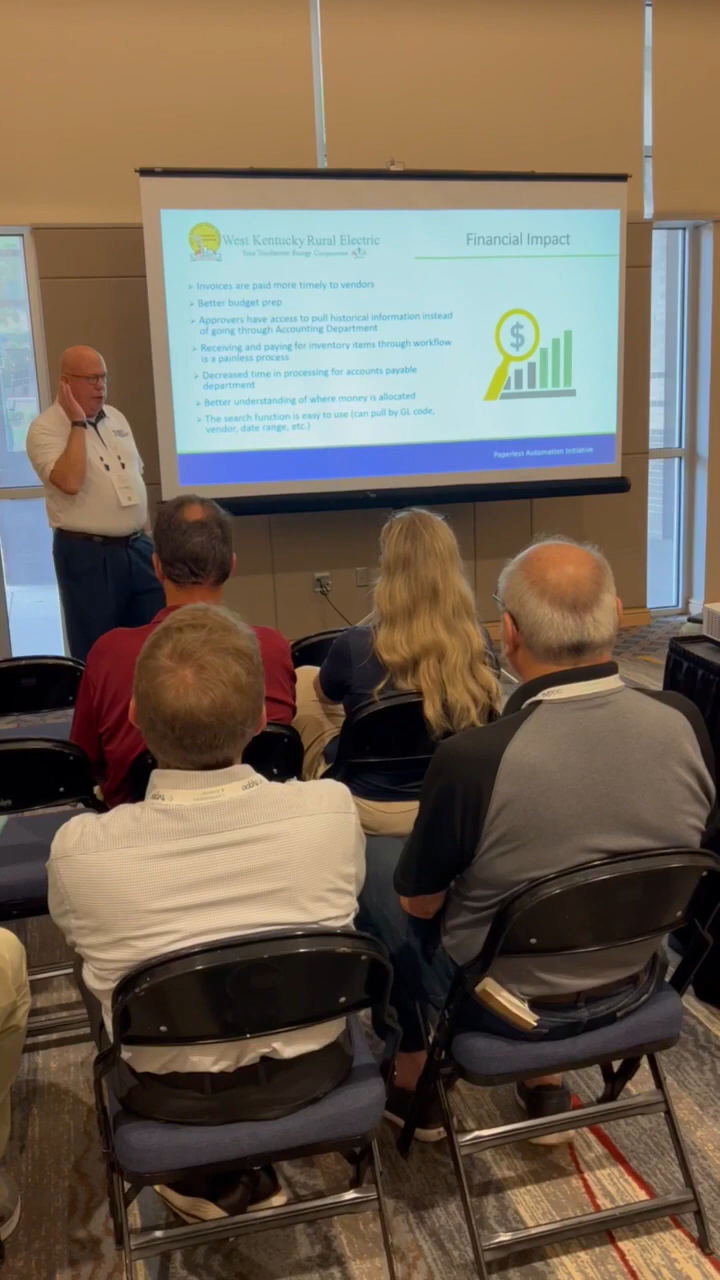 West Kentucky Rural Electric
Your Touchstone Energy Cooperative
Financial Impact
➢ Invoices are paid more timely to vendors
➢ Better budget prep
➢ Approvers have access to pull historical information instead
of going through Accounting Department
➢ Receiving and paying for inventory items through workflow
is a painless process
➢ Decreased time in processing for accounts payable
department
➢ Better understanding of where money is allocated
➢ The search function is easy to use (can pull by GL code,
vendor, date range, etc.)
$
Paperless Automation Initiative
tvppa